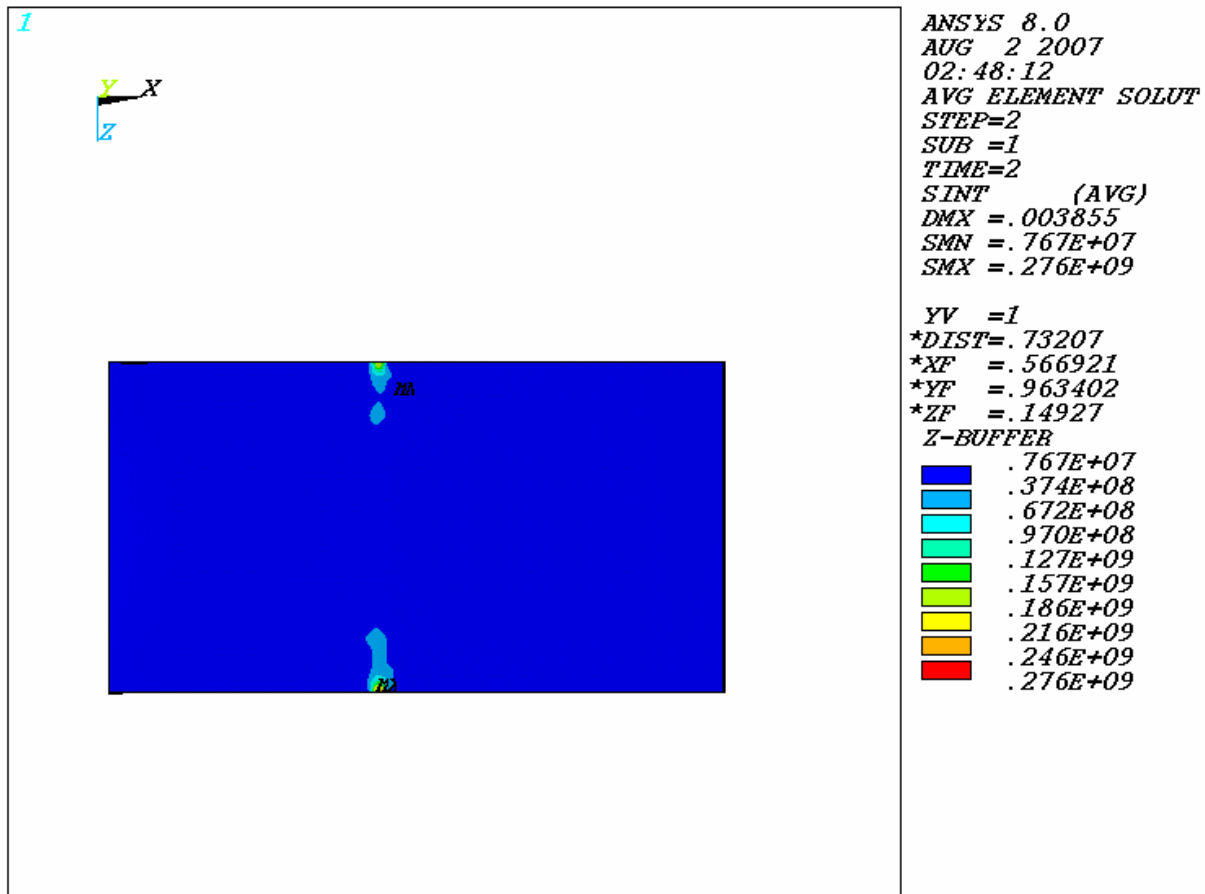 1
ANSYS 8.0
AUG 2 2007
02:48:12
AVG ELEMENT SOLUT
STEP=2
SUB =1
TIME=2
SINT (AVG)
DMX =.003855
SMN =.767E+07
SMX =.276E+09
YV =1
*DIST=.73207
*XF =.566921
*YF =.963402
*ZF =.14927
Z-BUFFER
.767E+07
.374E+08
.672E+08
.970E+08
.127E+09
.157E+09
.186E+09
.216E+09
.246E+09
.276E+09
Y X
Z